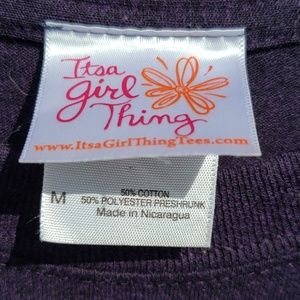 Itsa
girl
Thing
www.ItsaGirlThingTees.com
M
50% COTTON
50% POLYESTER PRESHRUNK
Made in Nicaragua